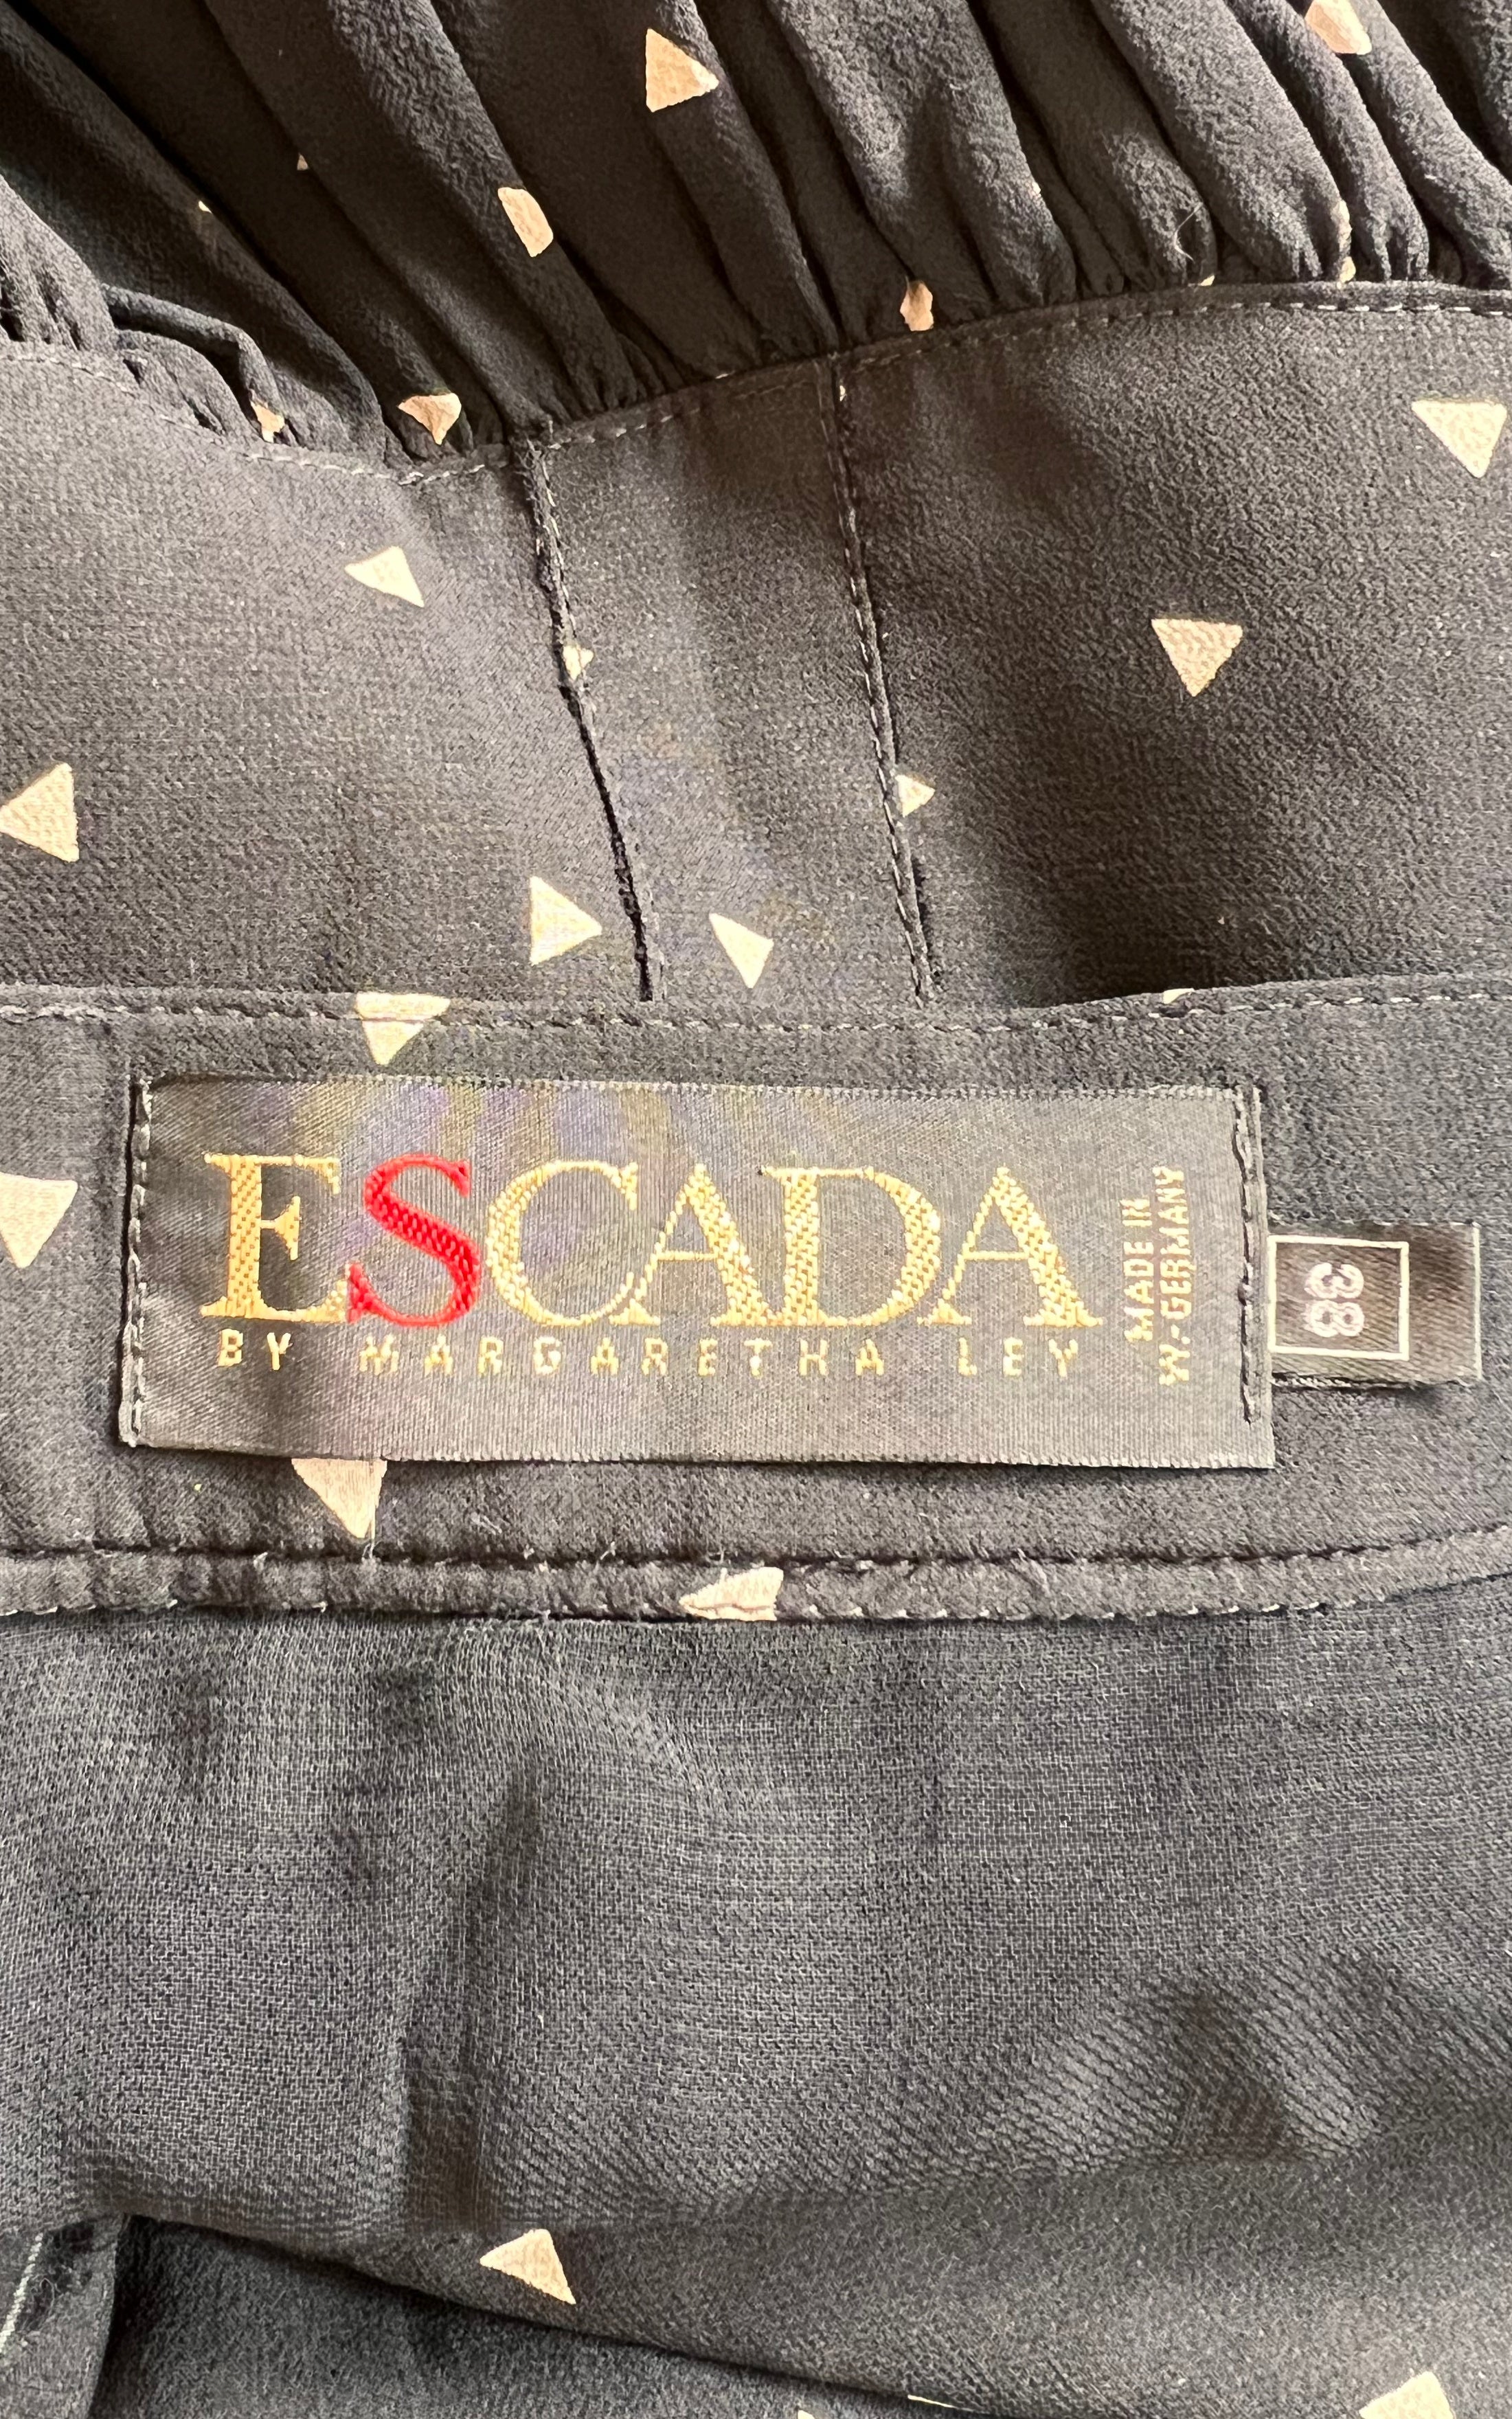 ESCADA
BY MARGARETHA LEY
MADE IN
W.-GERMANY
38